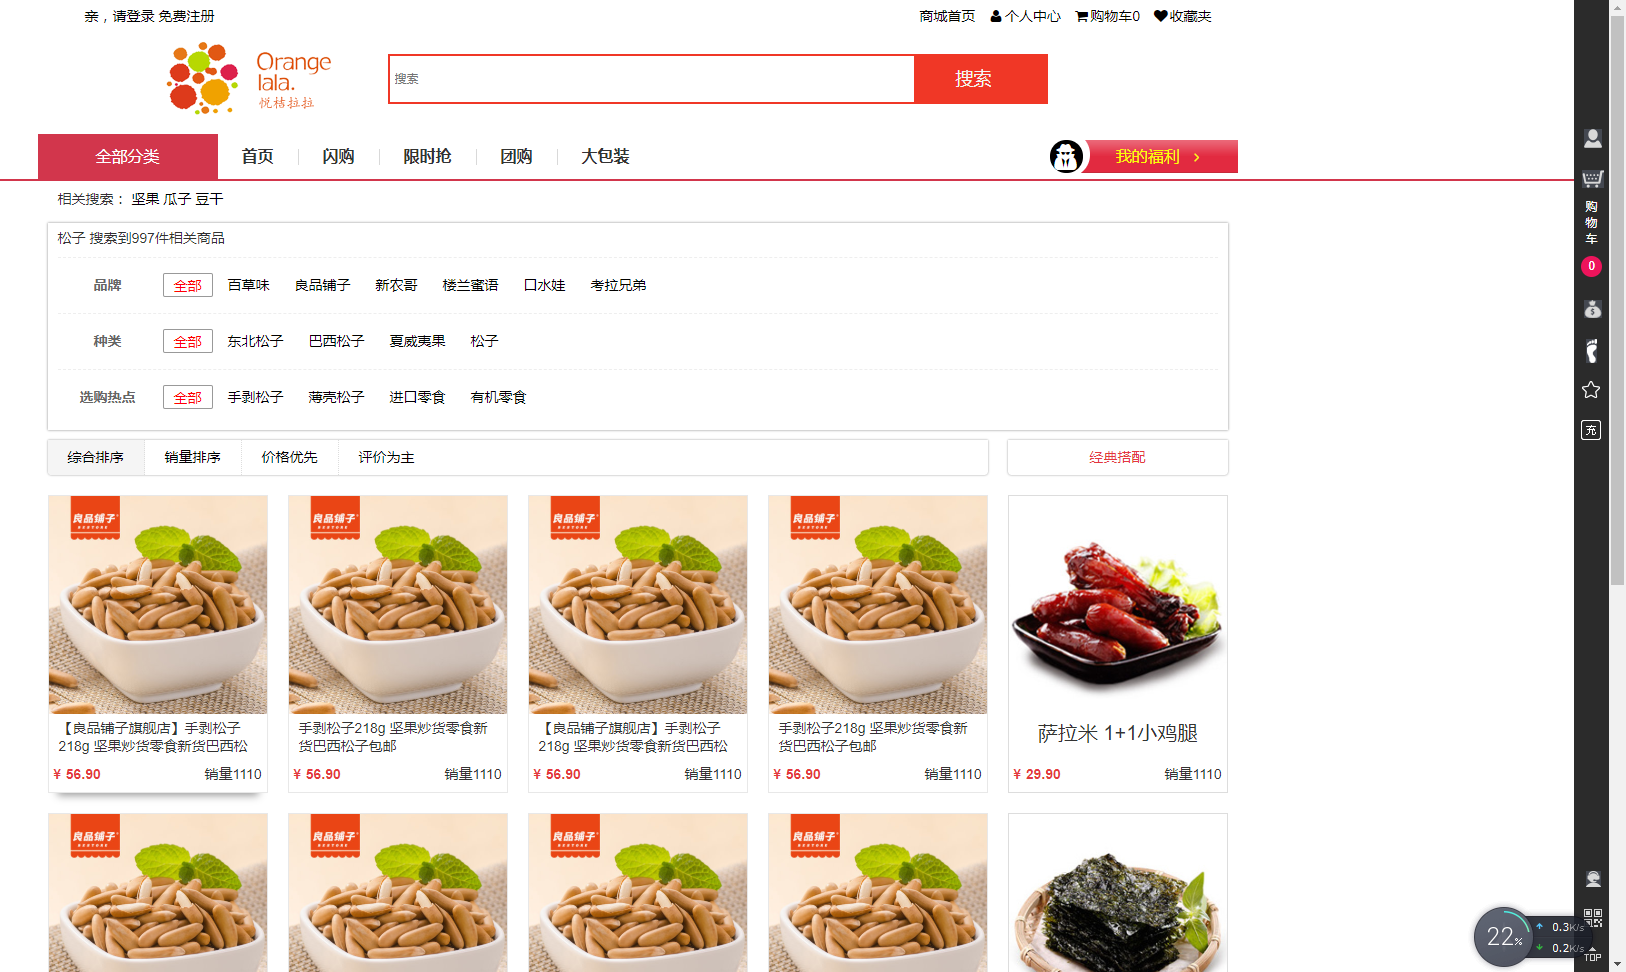 亲，请登录 免费注册
商城首页 个人中心 购物车0 收藏夹
Orange
lala.
悦桔拉拉
搜索
搜索
全部分类 首页 闪购 限时抢 团购 大包装
我的福利 ›
相关搜索： 坚果 瓜子 豆干
松子 搜索到997件相关商品
品牌 全部 百草味 良品铺子 新农哥 楼兰蜜语 口水娃 考拉兄弟
种类 全部 东北松子 巴西松子 夏威夷果 松子
选购热点 全部 手剥松子 薄壳松子 进口零食 有机零食
综合排序 销量排序 价格优先 评价为主
经典搭配
良品铺子
BESTORE
良品铺子
BESTORE
良品铺子
BESTORE
良品铺子
BESTORE
【良品铺子旗舰店】手剥松子
218g 坚果炒货零食新货巴西松
¥ 56.90 销量1110
手剥松子218g 坚果炒货零食新
货巴西松子包邮
¥ 56.90 销量1110
【良品铺子旗舰店】手剥松子
218g 坚果炒货零食新货巴西松
¥ 56.90 销量1110
手剥松子218g 坚果炒货零食新
货巴西松子包邮
¥ 56.90 销量1110
萨拉米 1+1小鸡腿
¥ 29.90 销量1110
良品铺子
BESTORE
良品铺子
BESTORE
良品铺子
BESTORE
良品铺子
BESTORE
购
物
车
0
充
22%
0.3K/s
0.2K/s
TOP